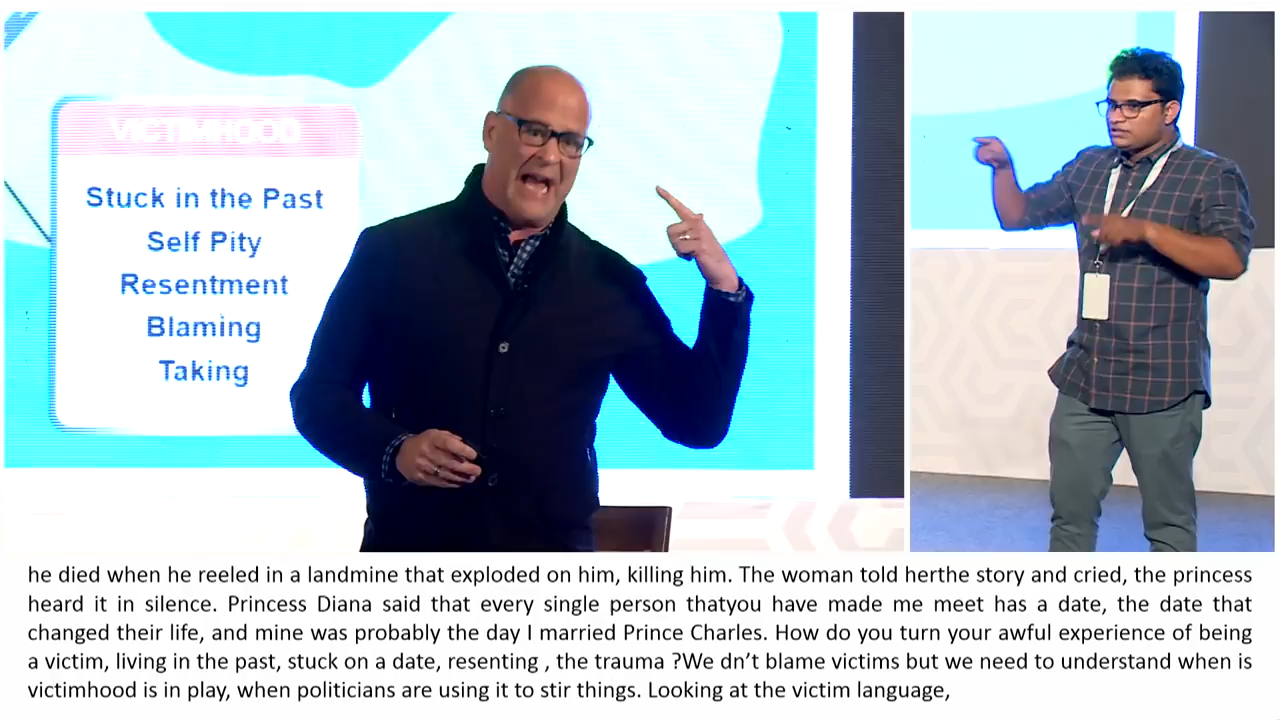 VICTIMHOOD
Stuck in the Past
Self Pity
Resentment
Blaming
Taking
he died when he reeled in a landmine that exploded on him, killing him. The woman told herthe story and cried, the princess
heard it in silence. Princess Diana said that every single person thatyou have made me meet has a date, the date that
changed their life, and mine was probably the day I married Prince Charles. How do you turn your awful experience of being
a victim, living in the past, stuck on a date, resenting , the trauma ?We dn’t blame victims but we need to understand when is
victimhood is in play, when politicians are using it to stir things. Looking at the victim language,